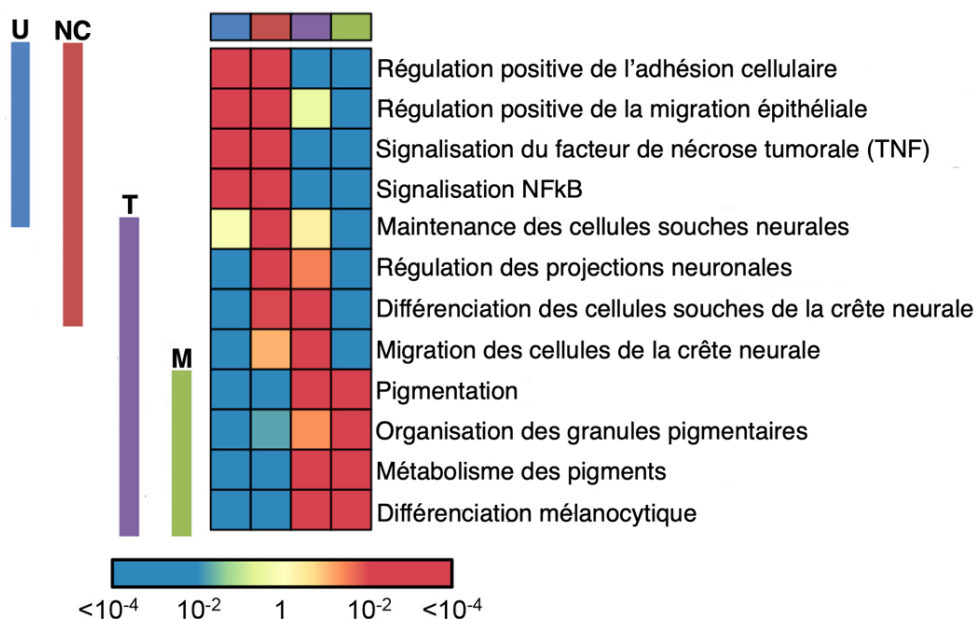 U NC
T
M
Régulation positive de l'adhésion cellulaire
Régulation positive de la migration épithéliale
Signalisation du facteur de nécrose tumorale (TNF)
Signalisation NFkB
Maintenance des cellules souches neurales
Régulation des projections neuronales
Différenciation des cellules souches de la crête neurale
Migration des cellules de la crête neurale
Pigmentation
Organisation des granules pigmentaires
Métabolisme des pigments
Différenciation mélanocytique
<10⁻⁴ 10⁻² 1 10⁻² <10⁻⁴